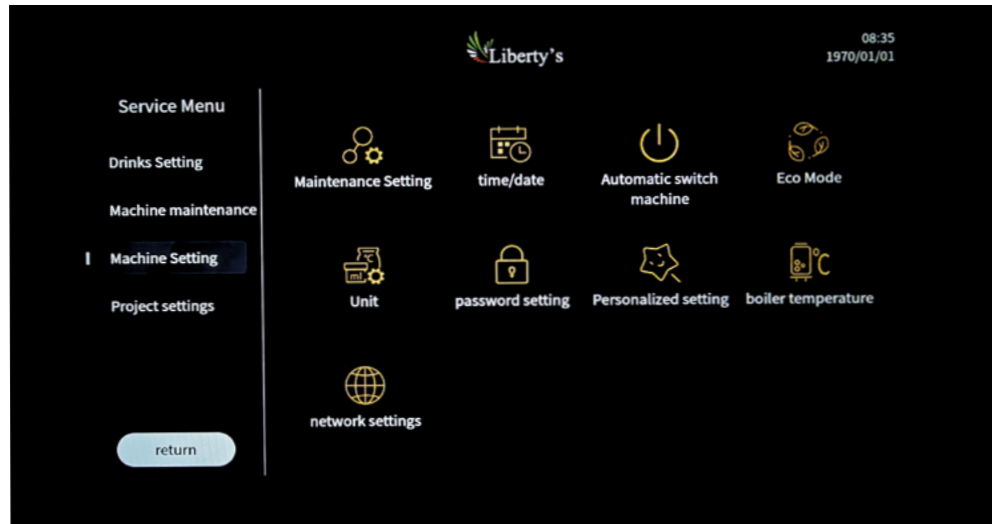 Liberty's
08:35
1970/01/01
Service Menu
Drinks Setting
Machine maintenance
Machine Setting
Project settings
return
Maintenance Setting
time/date
Automatic switch
machine
Eco Mode
℃
ml
Unit
password setting
Personalized setting
℃
boiler temperature
network settings